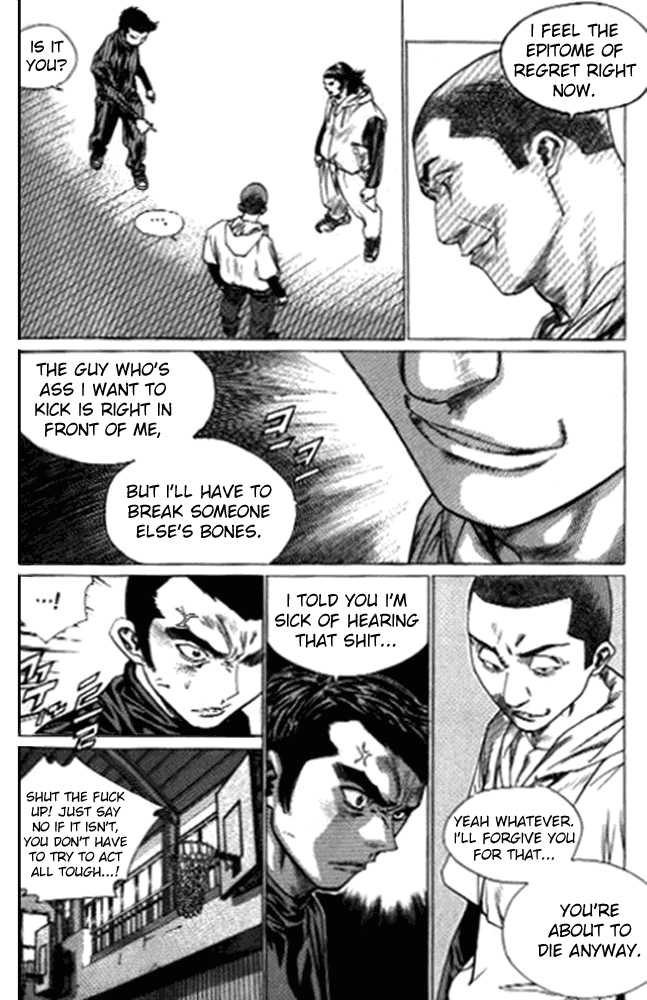 IS IT
YOU?
...
I FEEL THE
EPITOME OF
REGRET RIGHT
NOW.
THE GUY WHO'S
ASS I WANT TO
KICK IS RIGHT IN
FRONT OF ME,
BUT I'LL HAVE TO
BREAK SOMEONE
ELSE'S BONES.
...!
SHUT THE FUCK
UP! JUST SAY
NO IF IT ISN'T,
YOU DON'T HAVE
TO TRY TO ACT
ALL TOUGH...!
I TOLD YOU I'M
SICK OF HEARING
THAT SHIT...
YEAH WHATEVER.
I'LL FORGIVE YOU
FOR THAT...
YOU'RE
ABOUT TO
DIE ANYWAY.